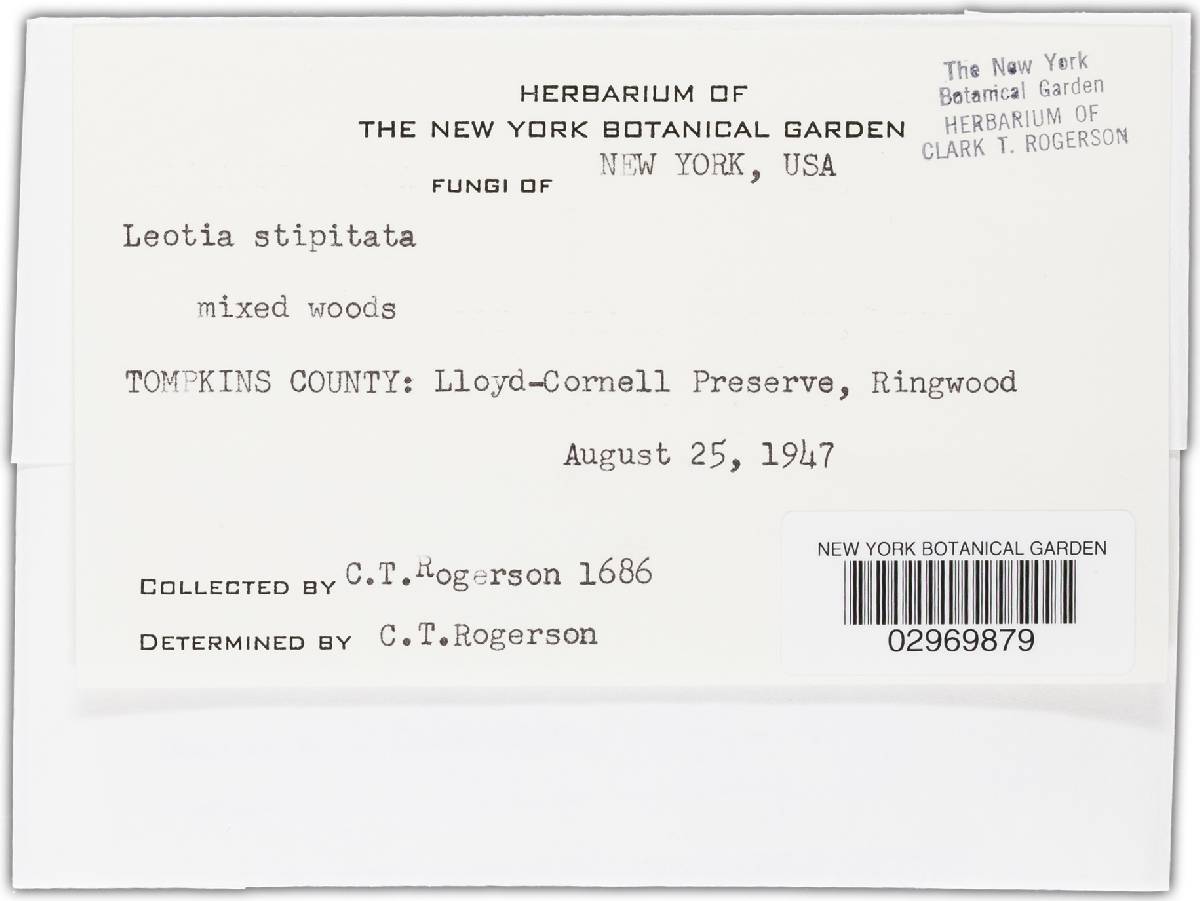 HERBARIUM OF
THE NEW YORK BOTANICAL GARDEN
FUNGI OF NEW YORK, USA
The New York
Botanical Garden
HERBARIUM OF
CLARK T. ROGERSON
Leotia stipitata
mixed woods
TOMPKINS COUNTY: Lloyd-Cornell Preserve, Ringwood
August 25, 1947
COLLECTED BY C.T.Rogerson 1686
DETERMINED BY C.T.Rogerson
NEW YORK BOTANICAL GARDEN
02969879